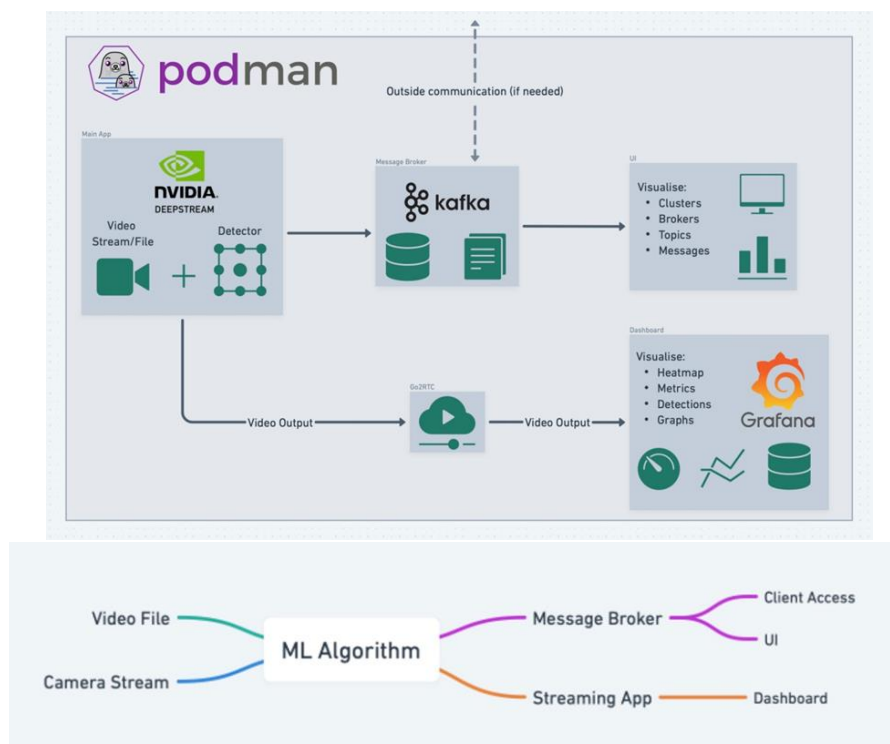 podman
Outside communication (if needed)
Main App
NVIDIA.
DEEPSTREAM
Video
Stream/File
Detector
Message Broker
kafka
UI
Visualise:
• Clusters
• Brokers
• Topics
• Messages
Video Output
Go2RTC
Video Output
Dashboard
Visualise:
• Heatmap
• Metrics
• Detections
• Graphs
Grafana
Video File
Camera Stream
ML Algorithm
Message Broker
Client Access
UI
Streaming App
Dashboard